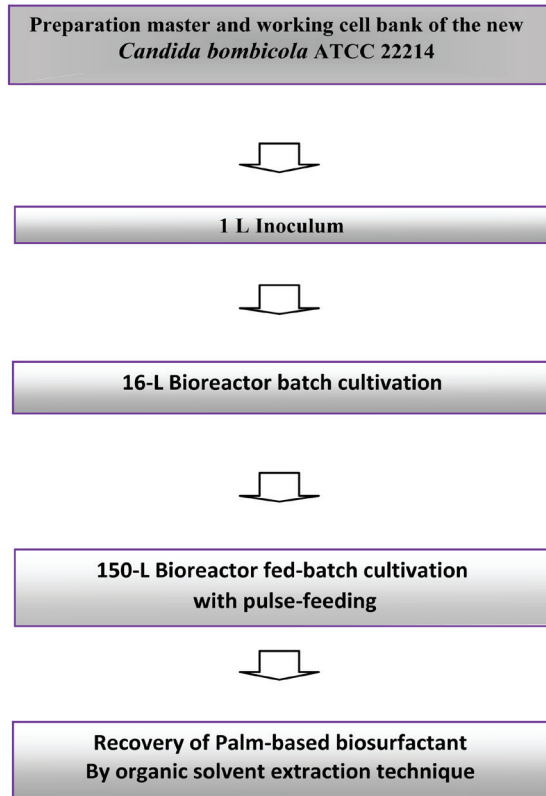 Preparation master and working cell bank of the new
Candida bombicola ATCC 22214
1 L Inoculum
16-L Bioreactor batch cultivation
150-L Bioreactor fed-batch cultivation
with pulse-feeding
Recovery of Palm-based biosurfactant
By organic solvent extraction technique